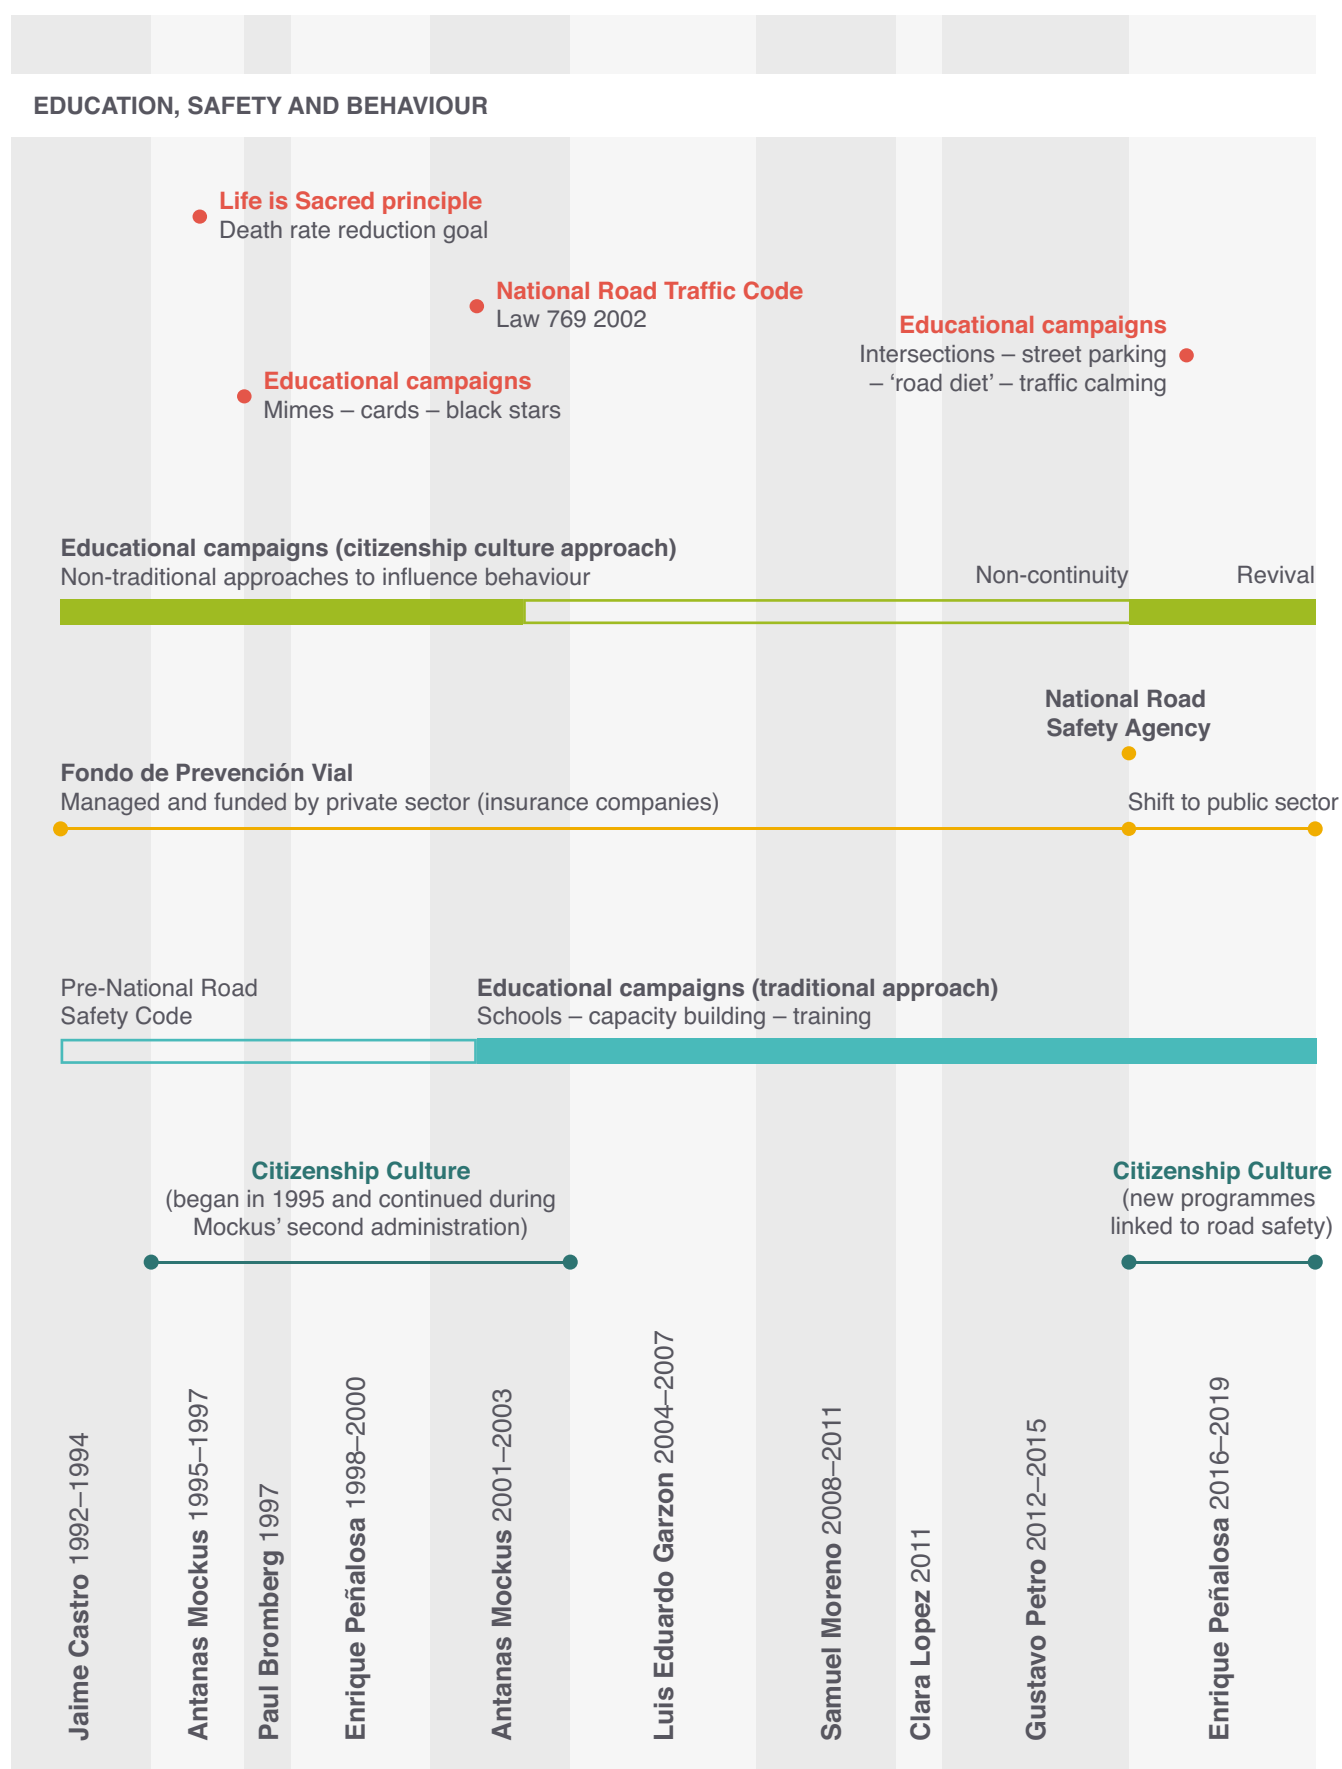 EDUCATION, SAFETY AND BEHAVIOUR
Life is Sacred principle
Death rate reduction goal
National Road Traffic Code
Law 769 2002
Educational campaigns
Intersections – street parking
– ‘road diet’ – traffic calming
Educational campaigns
Mimes – cards – black stars
Educational campaigns (citizenship culture approach)
Non-traditional approaches to influence behaviour
Non-continuity
Revival
National Road
Safety Agency
Fondo de Prevención Vial
Managed and funded by private sector (insurance companies)
Shift to public sector
Pre-National Road
Safety Code
Educational campaigns (traditional approach)
Schools – capacity building – training
Citizenship Culture
(began in 1995 and continued during
Mockus’ second administration)
Citizenship Culture
(new programmes
linked to road safety)
Jaime Castro 1992–1994
Antanas Mockus 1995–1997
Paul Bromberg 1997
Enrique Peñalosa 1998–2000
Antanas Mockus 2001–2003
Luis Eduardo Garzon 2004–2007
Samuel Moreno 2008–2011
Clara Lopez 2011
Gustavo Petro 2012–2015
Enrique Peñalosa 2016–2019